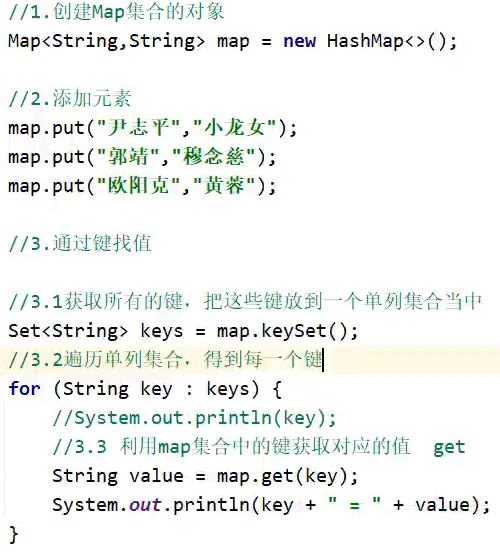 //1.创建Map集合的对象
Map<String,String> map = new HashMap<>();
//2.添加元素
map.put("尹志平","小龙女");
map.put("郭靖","穆念慈");
map.put("欧阳克","黄蓉");
//3.通过键找值
//3.1获取所有的键，把这些键放到一个单列集合当中
Set<String> keys = map.keySet();
//3.2遍历单列集合，得到每一个键
for (String key : keys) {
//System.out.println(key);
//3.3 利用map集合中的键获取对应的值  get
String value = map.get(key);
System.out.println(key + " = " + value);
}